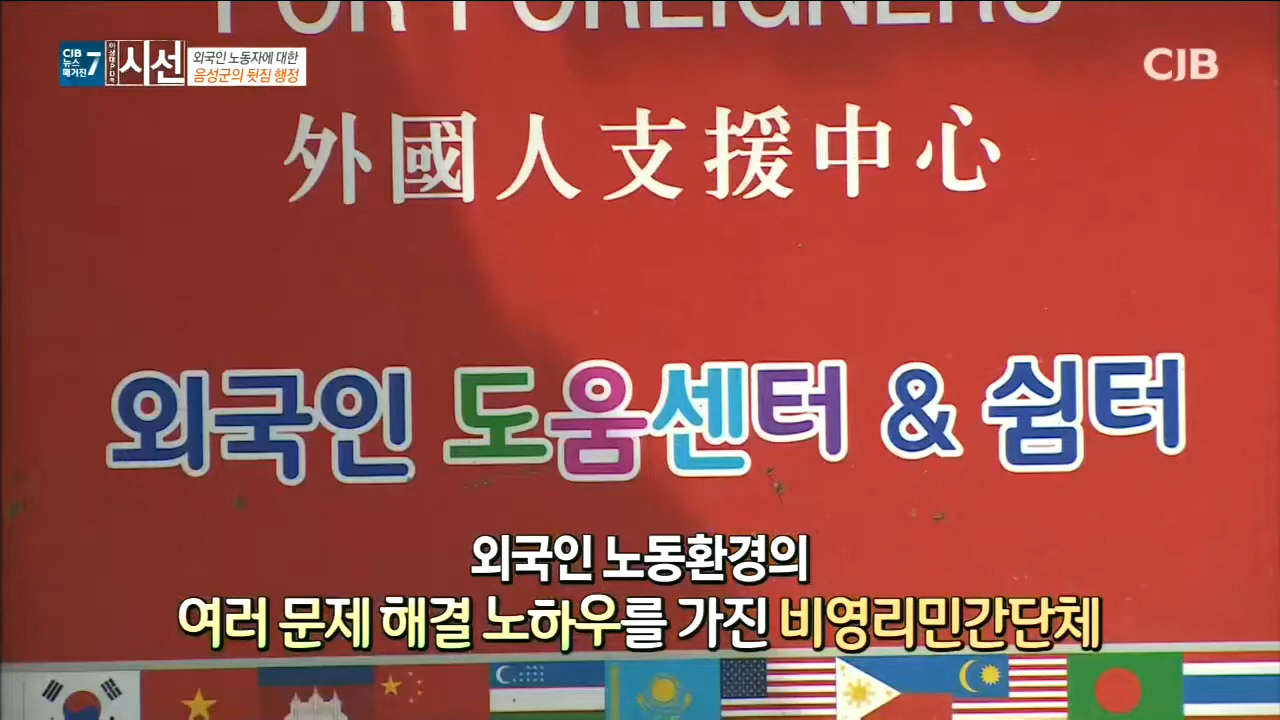 FOR FOREIGNERS
CJB
뉴스
매거진 7
시선
외국인 노동자에 대한
음성군의 뒷짐 행정
CJB
外國人支援中心
외국인 도움센터 & 쉼터
외국인 노동환경의
여러 문제 해결 노하우를 가진 비영리민간단체